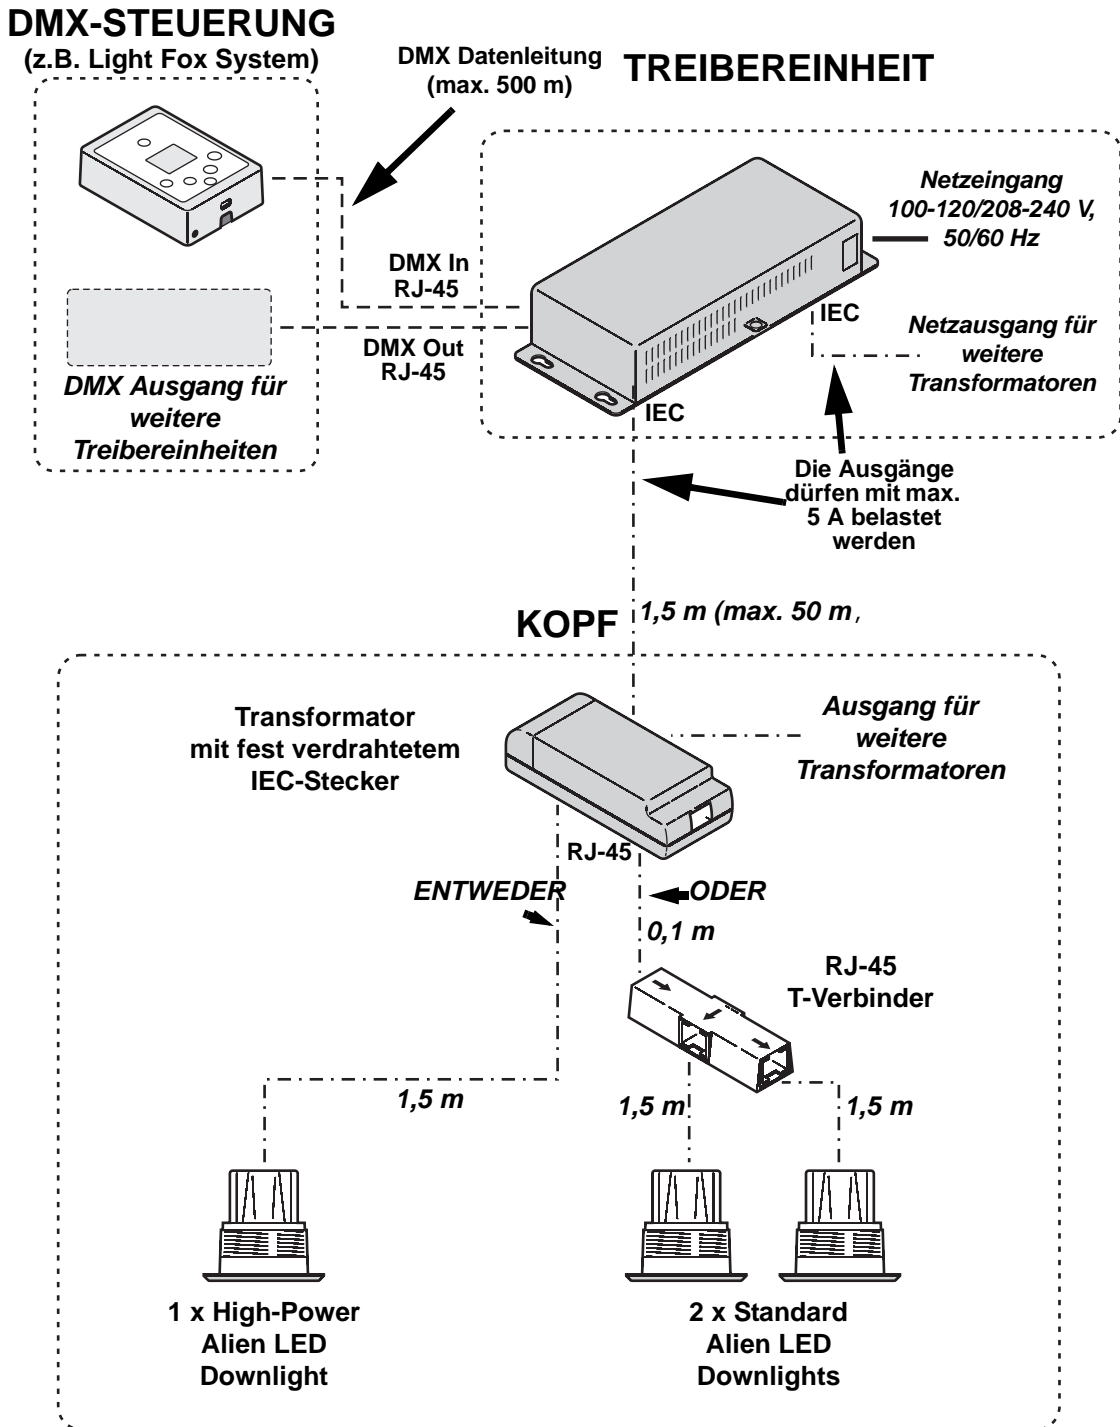 DMX-STEUERUNG
(z.B. Light Fox System)
DMX Datenleitung
(max. 500 m)
TREIBEREINHEIT
Netzeingang
100-120/208-240 V,
50/60 Hz
DMX In
RJ-45
DMX Out
RJ-45
DMX Ausgang für
weitere
Treibereinheiten
IEC
Netzausgang für
weitere
Transformatoren
IEC
Die Ausgänge
dürfen mit max.
5 A belastet
werden
KOPF
1,5 m (max. 50 m,
Transformator
mit fest verdrahtetem
IEC-Stecker
Ausgang für
weitere
Transformatoren
RJ-45
ENTWEDER
ODER
0,1 m
RJ-45
T-Verbinder
1,5 m
1,5 m
1,5 m
1 x High-Power
Alien LED
Downlight
2 x Standard
Alien LED
Downlights